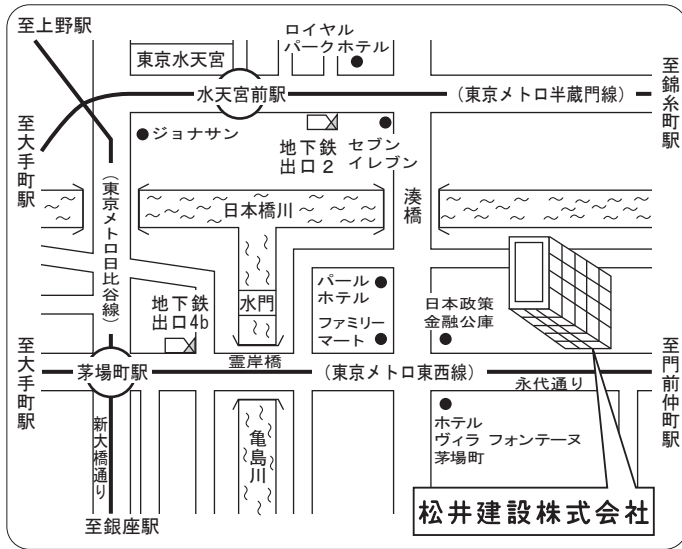 至上野駅
ロイヤル
パークホテル
東京水天宮
水天宮前駅
(東京メトロ半蔵門線)
至錦糸町駅
至大手町駅
ジョナサン
地下鉄
出口2
セブン
イレブン
(東京メトロ日比谷線)
日本橋川
湊橋
地下鉄
出口4b
水門
パール
ホテル
ファミリー
マート
日本政策
金融公庫
至大手町駅
茅場町駅
霊岸橋
(東京メトロ東西線)
永代通り
至門前仲町駅
新大橋通り
亀島川
ホテル
ヴィラ フォンテーヌ
茅場町
至銀座駅
松井建設株式会社